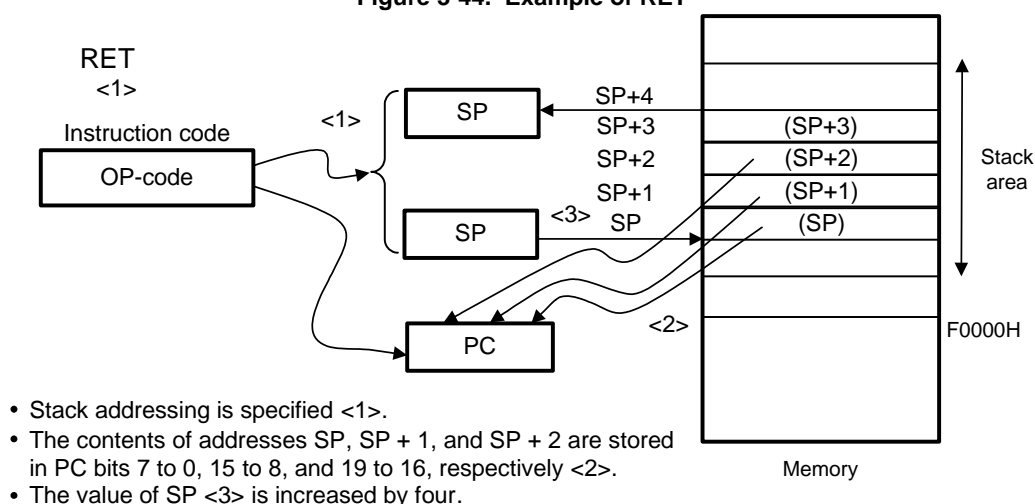 Figure 3-44. Example of RET
RET
<1>
Instruction code
OP-code
<1>
SP
SP
<3>
SP+4
SP+3
SP+2
SP+1
SP
(SP+3)
(SP+2)
(SP+1)
(SP)
Stack
area
PC
<2>
F0000H
Memory
• Stack addressing is specified <1>.
• The contents of addresses SP, SP + 1, and SP + 2 are stored
in PC bits 7 to 0, 15 to 8, and 19 to 16, respectively <2>.
• The value of SP <3> is increased by four.